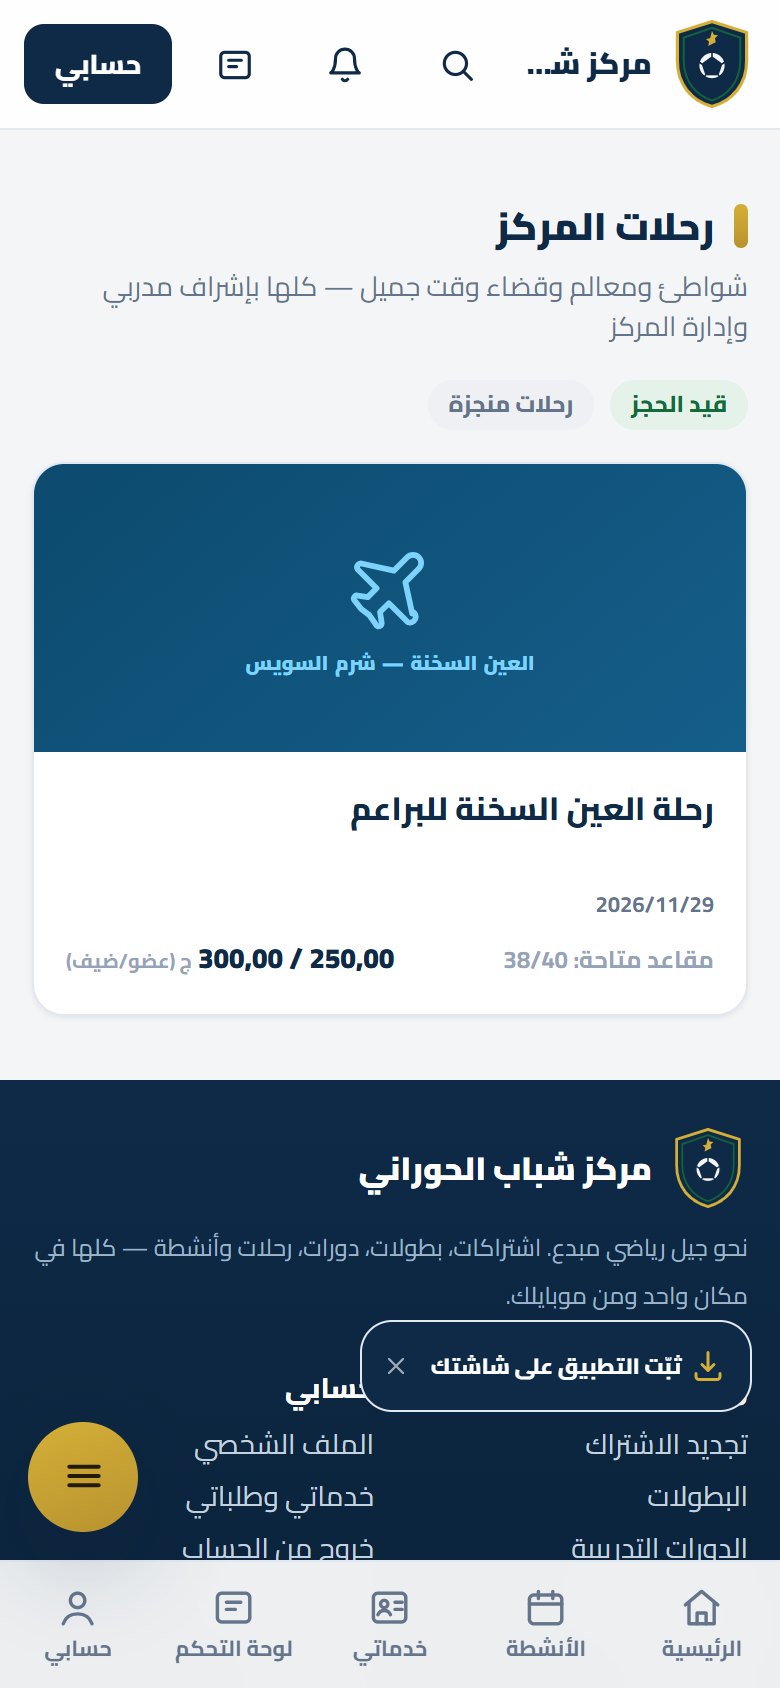 مركز شـ...
حسابي
رحلات المركز
شواطئ ومعالم وقضاء وقت جميل — كلها بإشراف مدربي
وإدارة المركز
قيد الحجز
رحلات منجزة
العين السخنة — شرم السويس
رحلة العين السخنة للبراعم
2026/11/29
مقاعد متاحة: 38/40
250,00 / 300,00 ج (عضو/ضيف)
مركز شباب الحوراني
نحو جيل رياضي مبدع. اشتراكات، بطولات، دورات، رحلات وأنشطة — كلها في
مكان واحد ومن موبايلك.
ثبّت التطبيق على شاشتك
حسابي
تجديد الاشتراك
الملف الشخصي
البطولات
خدماتي وطلباتي
الدورات التدريبية
خروج من الحساب
الرئيسية
الأنشطة
خدماتي
لوحة التحكم
حسابي